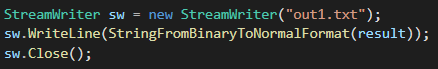 StreamWriter sw = new StreamWriter("out1.txt");
sw.WriteLine(StringFromBinaryToNormalFormat(result));
sw.Close();